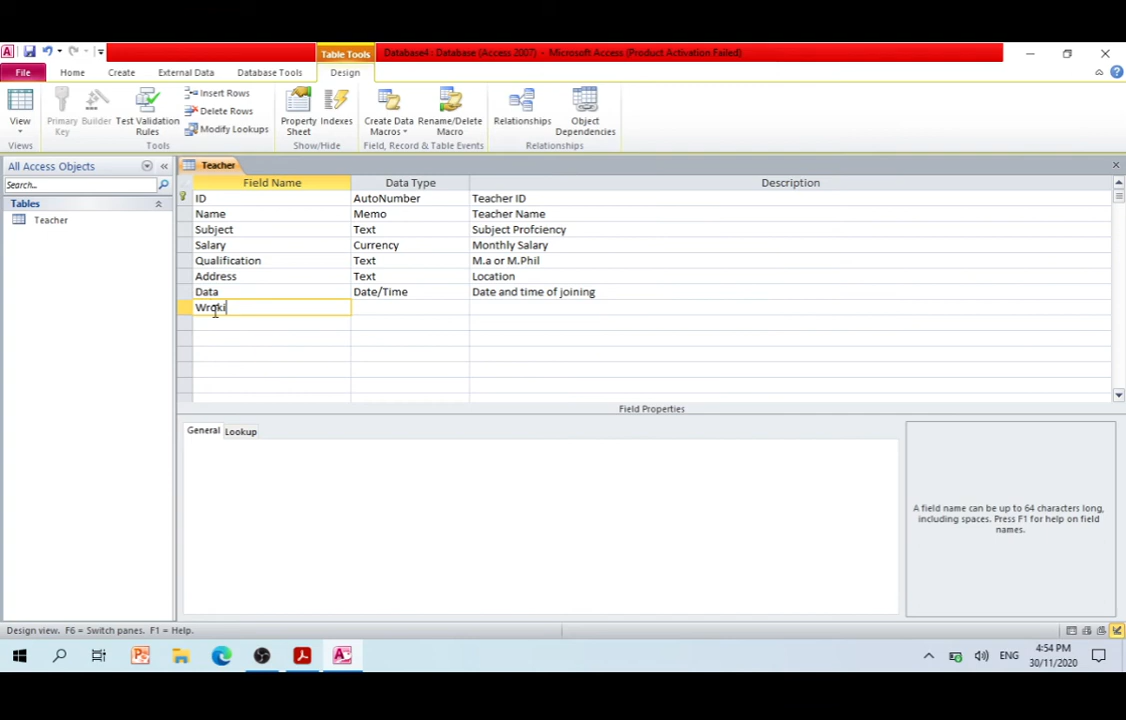 Table Tools
Database4 : Database (Access 2007) - Microsoft Access (Product Activation Failed)
File Home Create External Data Database Tools Design
View
Primary Key
Builder
Test Validation Rules
Insert Rows
Delete Rows
Modify Lookups
Property Sheet
Indexes
Create Data Macros
Rename/Delete Macro
Relationships
Object Dependencies
Views Tools Show/Hide Field, Record & Table Events Relationships
All Access Objects
Search...
Tables
Teacher
Teacher
Field Name Data Type Description
ID AutoNumber Teacher ID
Name Memo Teacher Name
Subject Text Subject Profciency
Salary Currency Monthly Salary
Qualification Text M.a or M.Phil
Address Text Location
Data Date/Time Date and time of joining
Wroki
Field Properties
General Lookup
A field name can be up to 64 characters long,
including spaces. Press F1 for help on field
names.
Design view. F6 = Switch panes. F1 = Help.
ENG
4:54 PM
30/11/2020